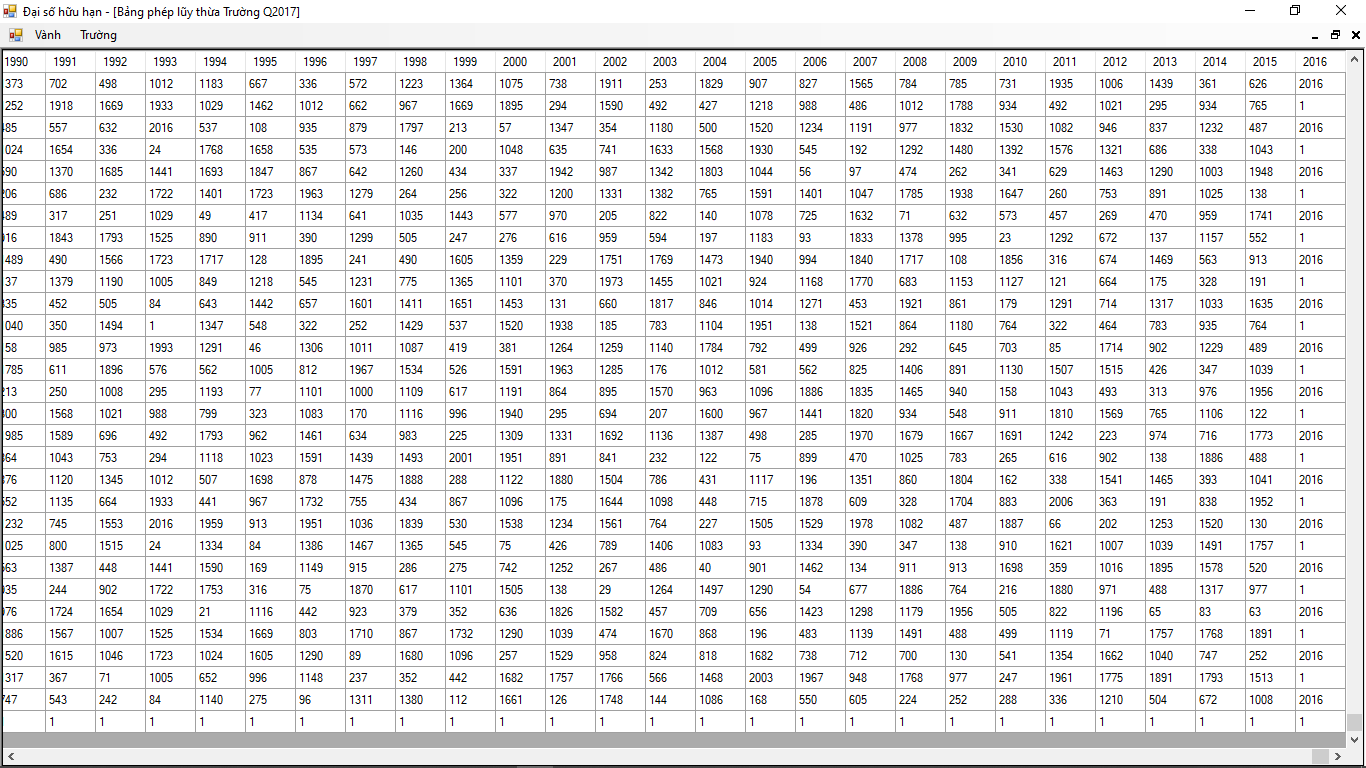 Đại số hữu hạn - [Bảng phép lũy thừa Trường Q2017]
Vành Trường
1990 1991 1992 1993 1994 1995 1996 1997 1998 1999 2000 2001 2002 2003 2004 2005 2006 2007 2008 2009 2010 2011 2012 2013 2014 2015 2016
373 702 498 1012 1183 667 336 572 1223 1364 1075 738 1911 253 1829 907 827 1565 784 785 731 1935 1006 1439 361 626 2016
252 1918 1669 1933 1029 1462 1012 662 967 1669 1895 294 1590 492 427 1218 988 486 1012 1788 934 492 1021 295 934 765 1
557 632 2016 537 108 935 879 1797 213 57 1347 354 1180 500 1520 1234 1191 977 1832 1530 1082 946 837 1232 487 2016
024 1654 336 24 1768 1658 535 573 146 200 1048 635 741 1633 1568 1930 545 192 1292 1480 1392 1576 1321 686 338 1043 1
1370 1685 1441 1693 1847 867 642 1260 434 337 1942 987 1342 1803 1044 56 97 474 262 341 629 1463 1290 1003 1948 2016
686 232 1722 1401 1723 1963 1279 264 256 322 1200 1331 1382 765 1591 1401 1047 1785 1938 1647 260 753 891 1025 138 1
317 251 1029 49 417 1134 641 1035 1443 577 970 205 822 140 1078 725 1632 71 632 573 457 269 470 959 1741 2016
1843 1793 1525 890 911 390 1299 505 247 276 616 959 594 197 1183 93 1833 1378 995 23 1292 672 137 1157 552 1
489 490 1566 1723 1717 128 1895 241 490 1605 1359 229 1751 1769 1473 1940 994 1840 1717 108 1856 316 674 1469 563 913 2016
37 1379 1190 1005 849 1218 545 1231 775 1365 1101 370 1973 1455 1021 924 1168 1770 683 1153 1127 121 664 175 328 191 1
452 505 84 643 1442 657 1601 1411 1651 1453 131 660 1817 846 1014 1271 453 1921 861 179 1291 714 1317 1033 1635 2016
040 350 1494 1 1347 548 322 252 1429 537 1520 1938 185 783 1104 1951 138 1521 864 1180 764 322 464 783 935 764 1
58 985 973 1993 1291 46 1306 1011 1087 419 381 1264 1259 1140 1784 792 499 926 292 645 703 85 1714 902 1229 489 2016
785 611 1896 576 562 1005 812 1967 1534 526 1591 1963 1285 176 1012 581 562 825 1406 891 1130 1507 1515 426 347 1039 1
213 250 1008 295 1193 77 1101 1000 1109 617 1191 864 895 1570 963 1096 1886 1835 1465 940 158 1043 493 313 976 1956 2016
1568 1021 988 799 323 1083 170 1116 996 1940 295 694 207 1600 967 1441 1820 934 548 911 1810 1569 765 1106 122 1
985 1589 696 492 1793 962 1461 634 983 225 1309 1331 1692 1136 1387 498 285 1970 1679 1667 1691 1242 223 974 716 1773 2016
1043 753 294 1118 1023 1591 1439 1493 2001 1951 891 841 232 122 75 899 470 1025 783 265 616 902 138 1886 488 1
1120 1345 1012 507 1698 878 1475 1888 288 1122 1880 1504 786 431 1117 196 1351 860 1804 162 338 1541 1465 393 1041 2016
1135 664 1933 441 967 1732 755 434 867 1096 175 1644 1098 448 715 1878 609 328 1704 883 2006 363 191 838 1952 1
232 745 1553 2016 1959 913 1951 1036 1839 530 1538 1234 1561 764 227 1505 1529 1978 1082 487 1887 66 202 1253 1520 130 2016
025 800 1515 24 1334 84 1386 1467 1365 545 75 426 789 1406 1083 93 1334 390 347 138 910 1621 1007 1039 1491 1757 1
1387 448 1441 1590 169 1149 915 286 275 742 1252 267 486 40 901 1462 134 911 913 1698 359 1016 1895 1578 520 2016
244 902 1722 1753 316 75 1870 617 1101 1505 138 29 1264 1497 1290 54 677 1886 764 216 1880 971 488 1317 977 1
1724 1654 1029 21 1116 442 923 379 352 636 1826 1582 457 709 656 1423 1298 1179 1956 505 822 1196 65 83 63 2016
886 1567 1007 1525 1534 1669 803 1710 867 1732 1290 1039 474 1670 868 196 483 1139 1491 488 499 1119 71 1757 1768 1891 1
520 1615 1046 1723 1024 1605 1290 89 1680 1096 257 1529 958 824 818 1682 738 712 700 130 541 1354 1662 1040 747 252 2016
317 367 71 1005 652 996 1148 237 352 442 1682 1757 1766 566 1468 2003 1967 948 1768 977 247 1961 1775 1891 1793 1513 1
747 543 242 84 1140 275 96 1311 1380 112 1661 126 1748 144 1086 168 550 605 224 252 288 336 1210 504 672 1008 2016
1 1 1 1 1 1 1 1 1 1 1 1 1 1 1 1 1 1 1 1 1 1 1 1 1 1